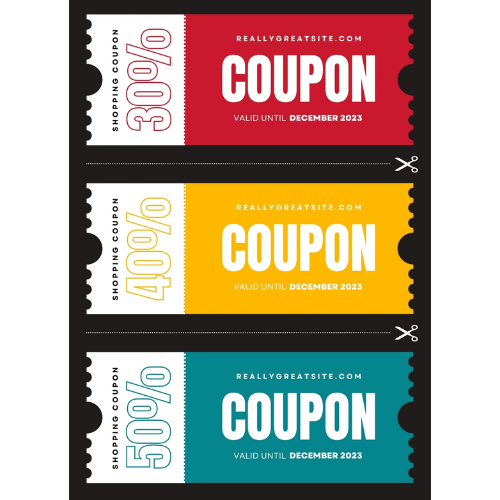 SHOPPING COUPON
30%
REALLYGREATSITE.COM
COUPON
VALID UNTIL DECEMBER 2023
SHOPPING COUPON
40%
REALLYGREATSITE.COM
COUPON
VALID UNTIL DECEMBER 2023
SHOPPING COUPON
50%
REALLYGREATSITE.COM
COUPON
VALID UNTIL DECEMBER 2023